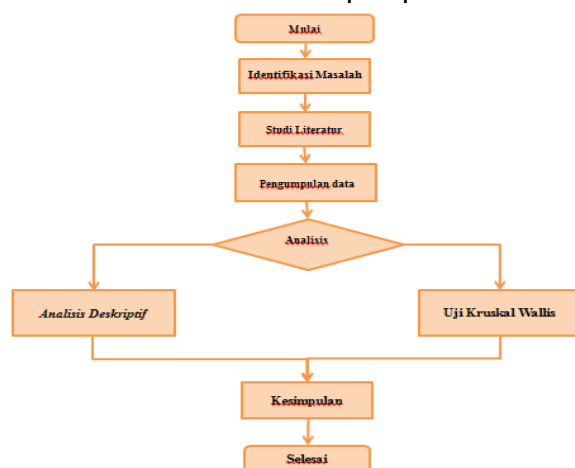 Mulai
Identifikasi Masalah
Studi Literatur
Pengumpulan data
Analisis
Analisis Deskriptif
Uji Kruskal Wallis
Kesimpulan
Selesai